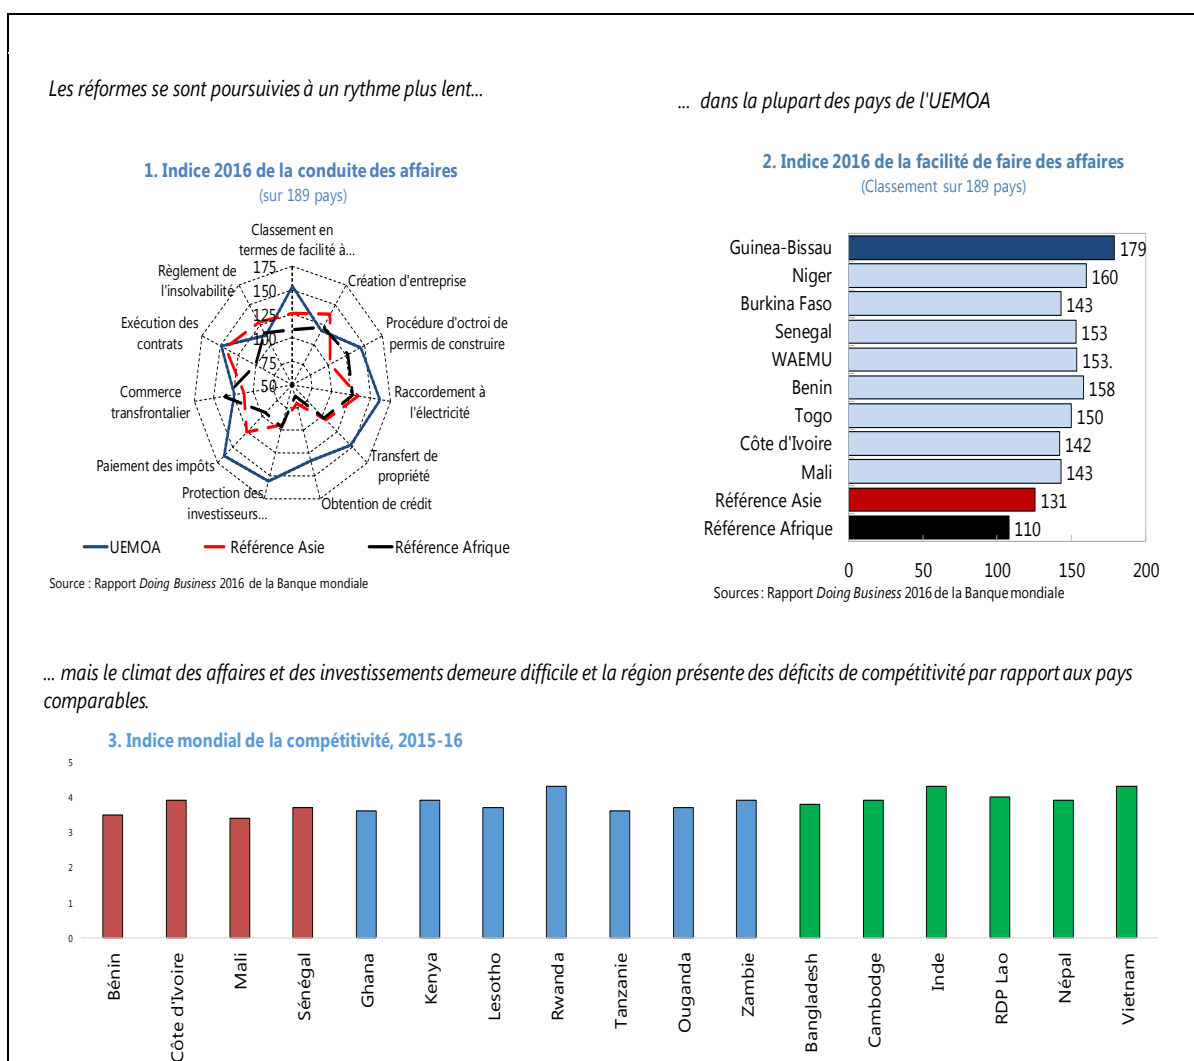 Les réformes se sont poursuivies à un rythme plus lent...
... dans la plupart des pays de l'UEMOA
1. Indice 2016 de la conduite des affaires
(sur 189 pays)
Classement en
termes de facilité à...
Création d'entreprise
Procédure d'octroi de
permis de construire
Raccordement à
l'électricité
Transfert de
propriété
Obtention de crédit
Protection des
investisseurs...
Paiement des impôts
Commerce
transfrontalier
Exécution des
contrats
Règlement de
l'insolvabilité
175
150
125
100
75
50
UEMOA Référence Asie Référence Afrique
Source : Rapport Doing Business 2016 de la Banque mondiale
2. Indice 2016 de la facilité de faire des affaires
(Classement sur 189 pays)
Guinea-Bissau 179
Niger 160
Burkina Faso 143
Senegal 153
WAEMU 153.
Benin 158
Togo 150
Côte d'Ivoire 142
Mali 143
Référence Asie 131
Référence Afrique 110
0 50 100 150 200
Sources : Rapport Doing Business 2016 de la Banque mondiale
... mais le climat des affaires et des investissements demeure difficile et la région présente des déficits de compétitivité par rapport aux pays
comparables.
3. Indice mondial de la compétitivité, 2015-16
5
4
3
2
1
0
Bénin
Côte d'Ivoire
Mali
Sénégal
Ghana
Kenya
Lesotho
Rwanda
Tanzanie
Ouganda
Zambie
Bangladesh
Cambodge
Inde
RDP Lao
Népal
Vietnam